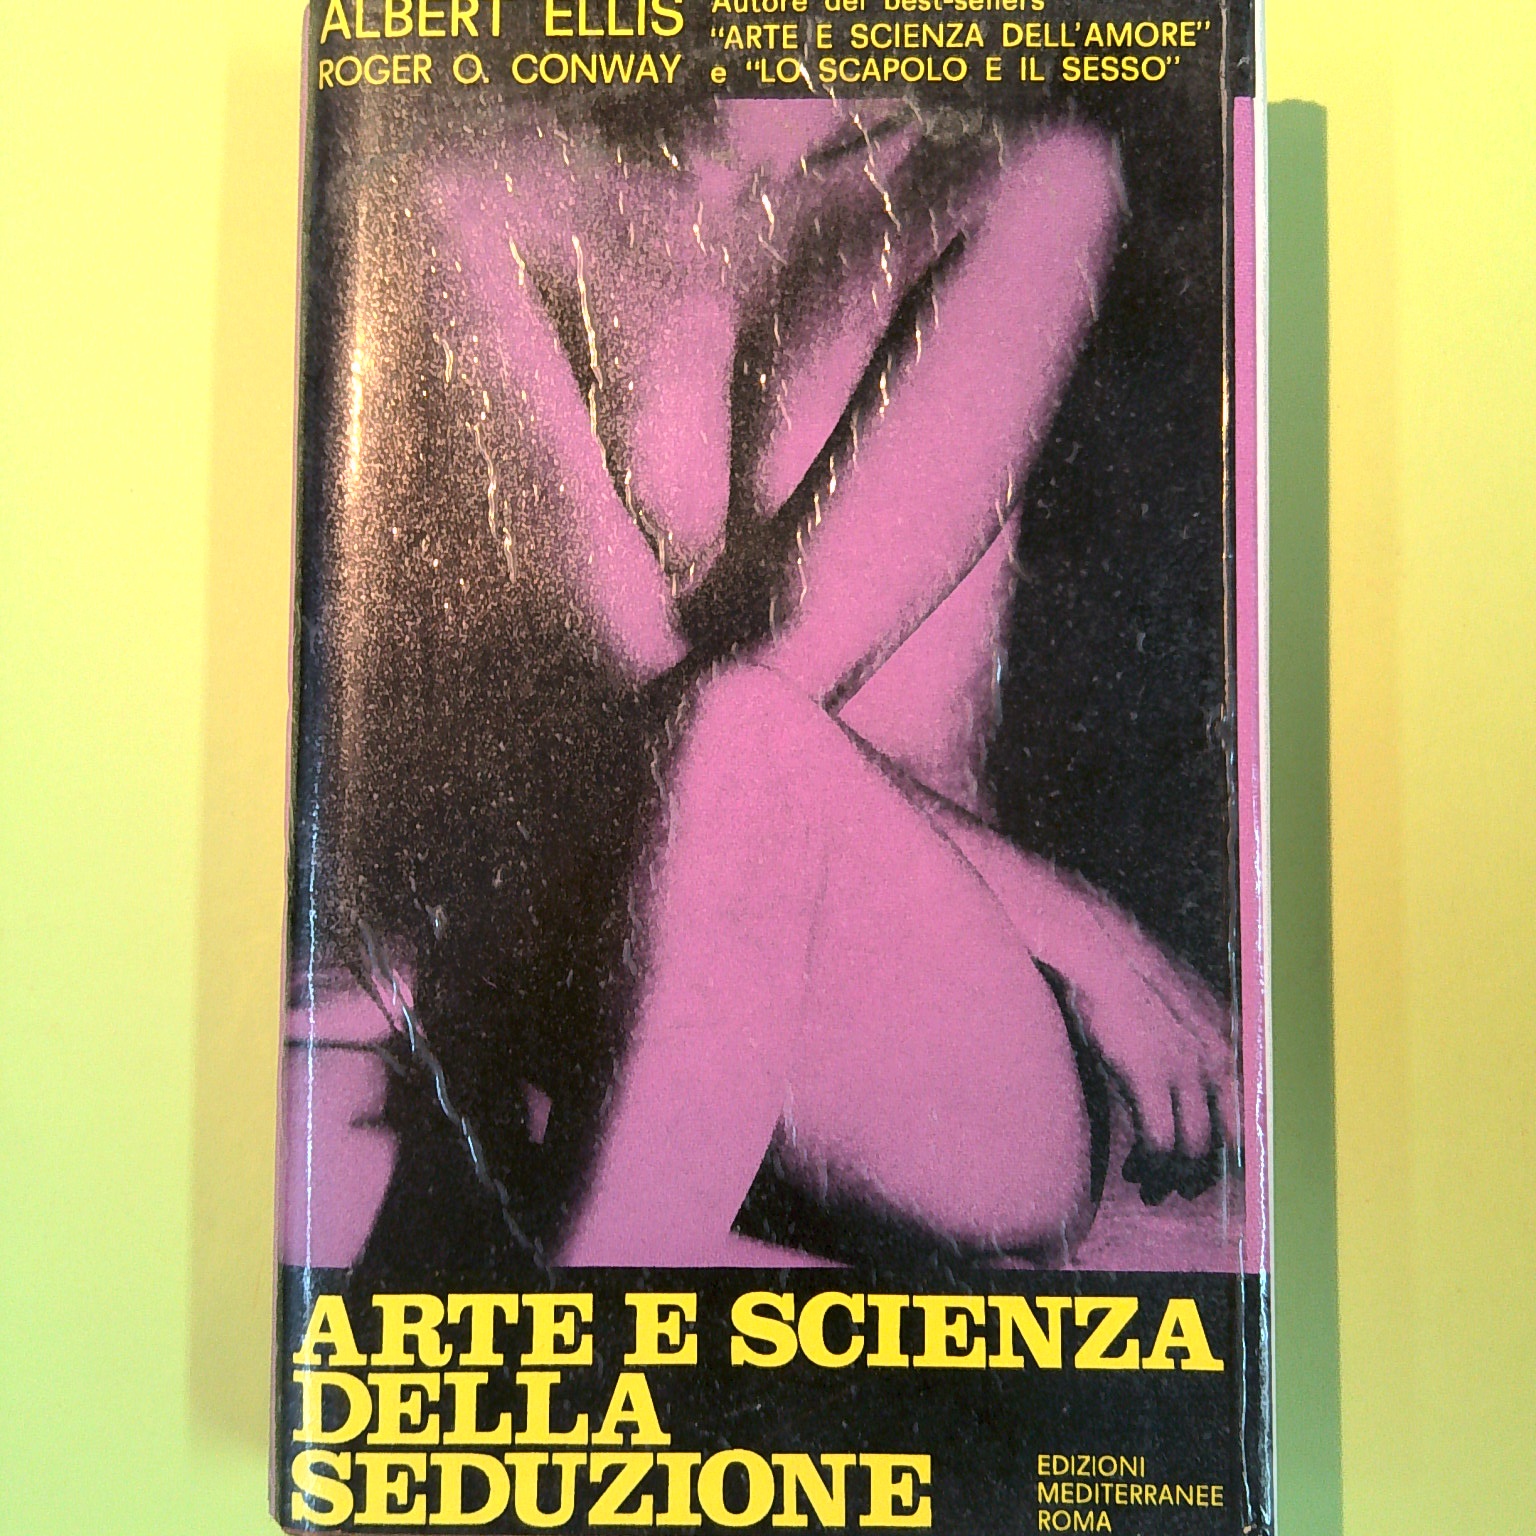 ALBERT ELLIS
ROGER O. CONWAY
Autore dei best-sellers
"ARTE E SCIENZA DELL'AMORE"
e "LO SCAPOLO E IL SESSO"
ARTE E SCIENZA
DELLA
SEDUZIONE
EDIZIONI
MEDITERRANEE
ROMA